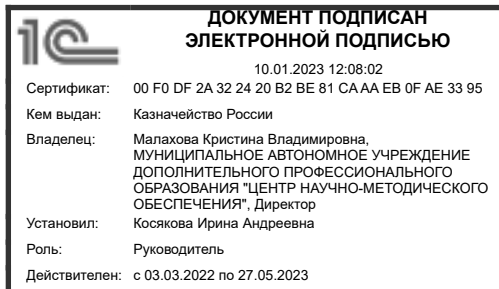 1С
ДОКУМЕНТ ПОДПИСАН
ЭЛЕКТРОННОЙ ПОДПИСЬЮ
10.01.2023 12:08:02
Сертификат: 00 F0 DF 2A 32 24 20 B2 BE 81 CA AA EB 0F AE 33 95
Кем выдан: Казначейство России
Владелец: Малахова Кристина Владимировна,
МУНИЦИПАЛЬНОЕ АВТОНОМНОЕ УЧРЕЖДЕНИЕ
ДОПОЛНИТЕЛЬНОГО ПРОФЕССИОНАЛЬНОГО
ОБРАЗОВАНИЯ "ЦЕНТР НАУЧНО-МЕТОДИЧЕСКОГО
ОБЕСПЕЧЕНИЯ", Директор
Установил: Косякова Ирина Андреевна
Роль: Руководитель
Действителен: с 03.03.2022 по 27.05.2023